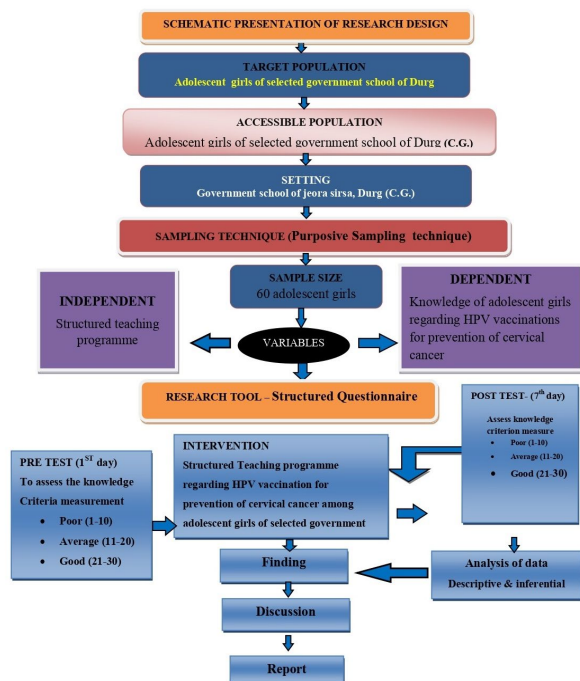 SCHEMATIC PRESENTATION OF RESEARCH DESIGN
TARGET POPULATION
Adolescent girls of selected government school of Durg
ACCESSIBLE POPULATION
Adolescent girls of selected government school of Durg (C.G.)
SETTING
Government school of jeora sirsa, Durg (C.G.)
SAMPLING TECHNIQUE (Purposive Sampling technique)
SAMPLE SIZE
60 adolescent girls
INDEPENDENT
Structured teaching
programme
DEPENDENT
Knowledge of adolescent girls
regarding HPV vaccinations
for prevention of cervical
cancer
VARIABLES
RESEARCH TOOL – Structured Questionnaire
PRE TEST (1ST day)
To assess the knowledge
Criteria measurement
• Poor (1-10)
• Average (11-20)
• Good (21-30)
INTERVENTION
Structured Teaching programme
regarding HPV vaccination for
prevention of cervical cancer among
adolescent girls of selected government
POST TEST- (7th day)
Assess knowledge
criterion measure
• Poor (1-10)
• Average (11-20)
• Good (21-30)
Analysis of data
Descriptive & inferential
Finding
Discussion
Report